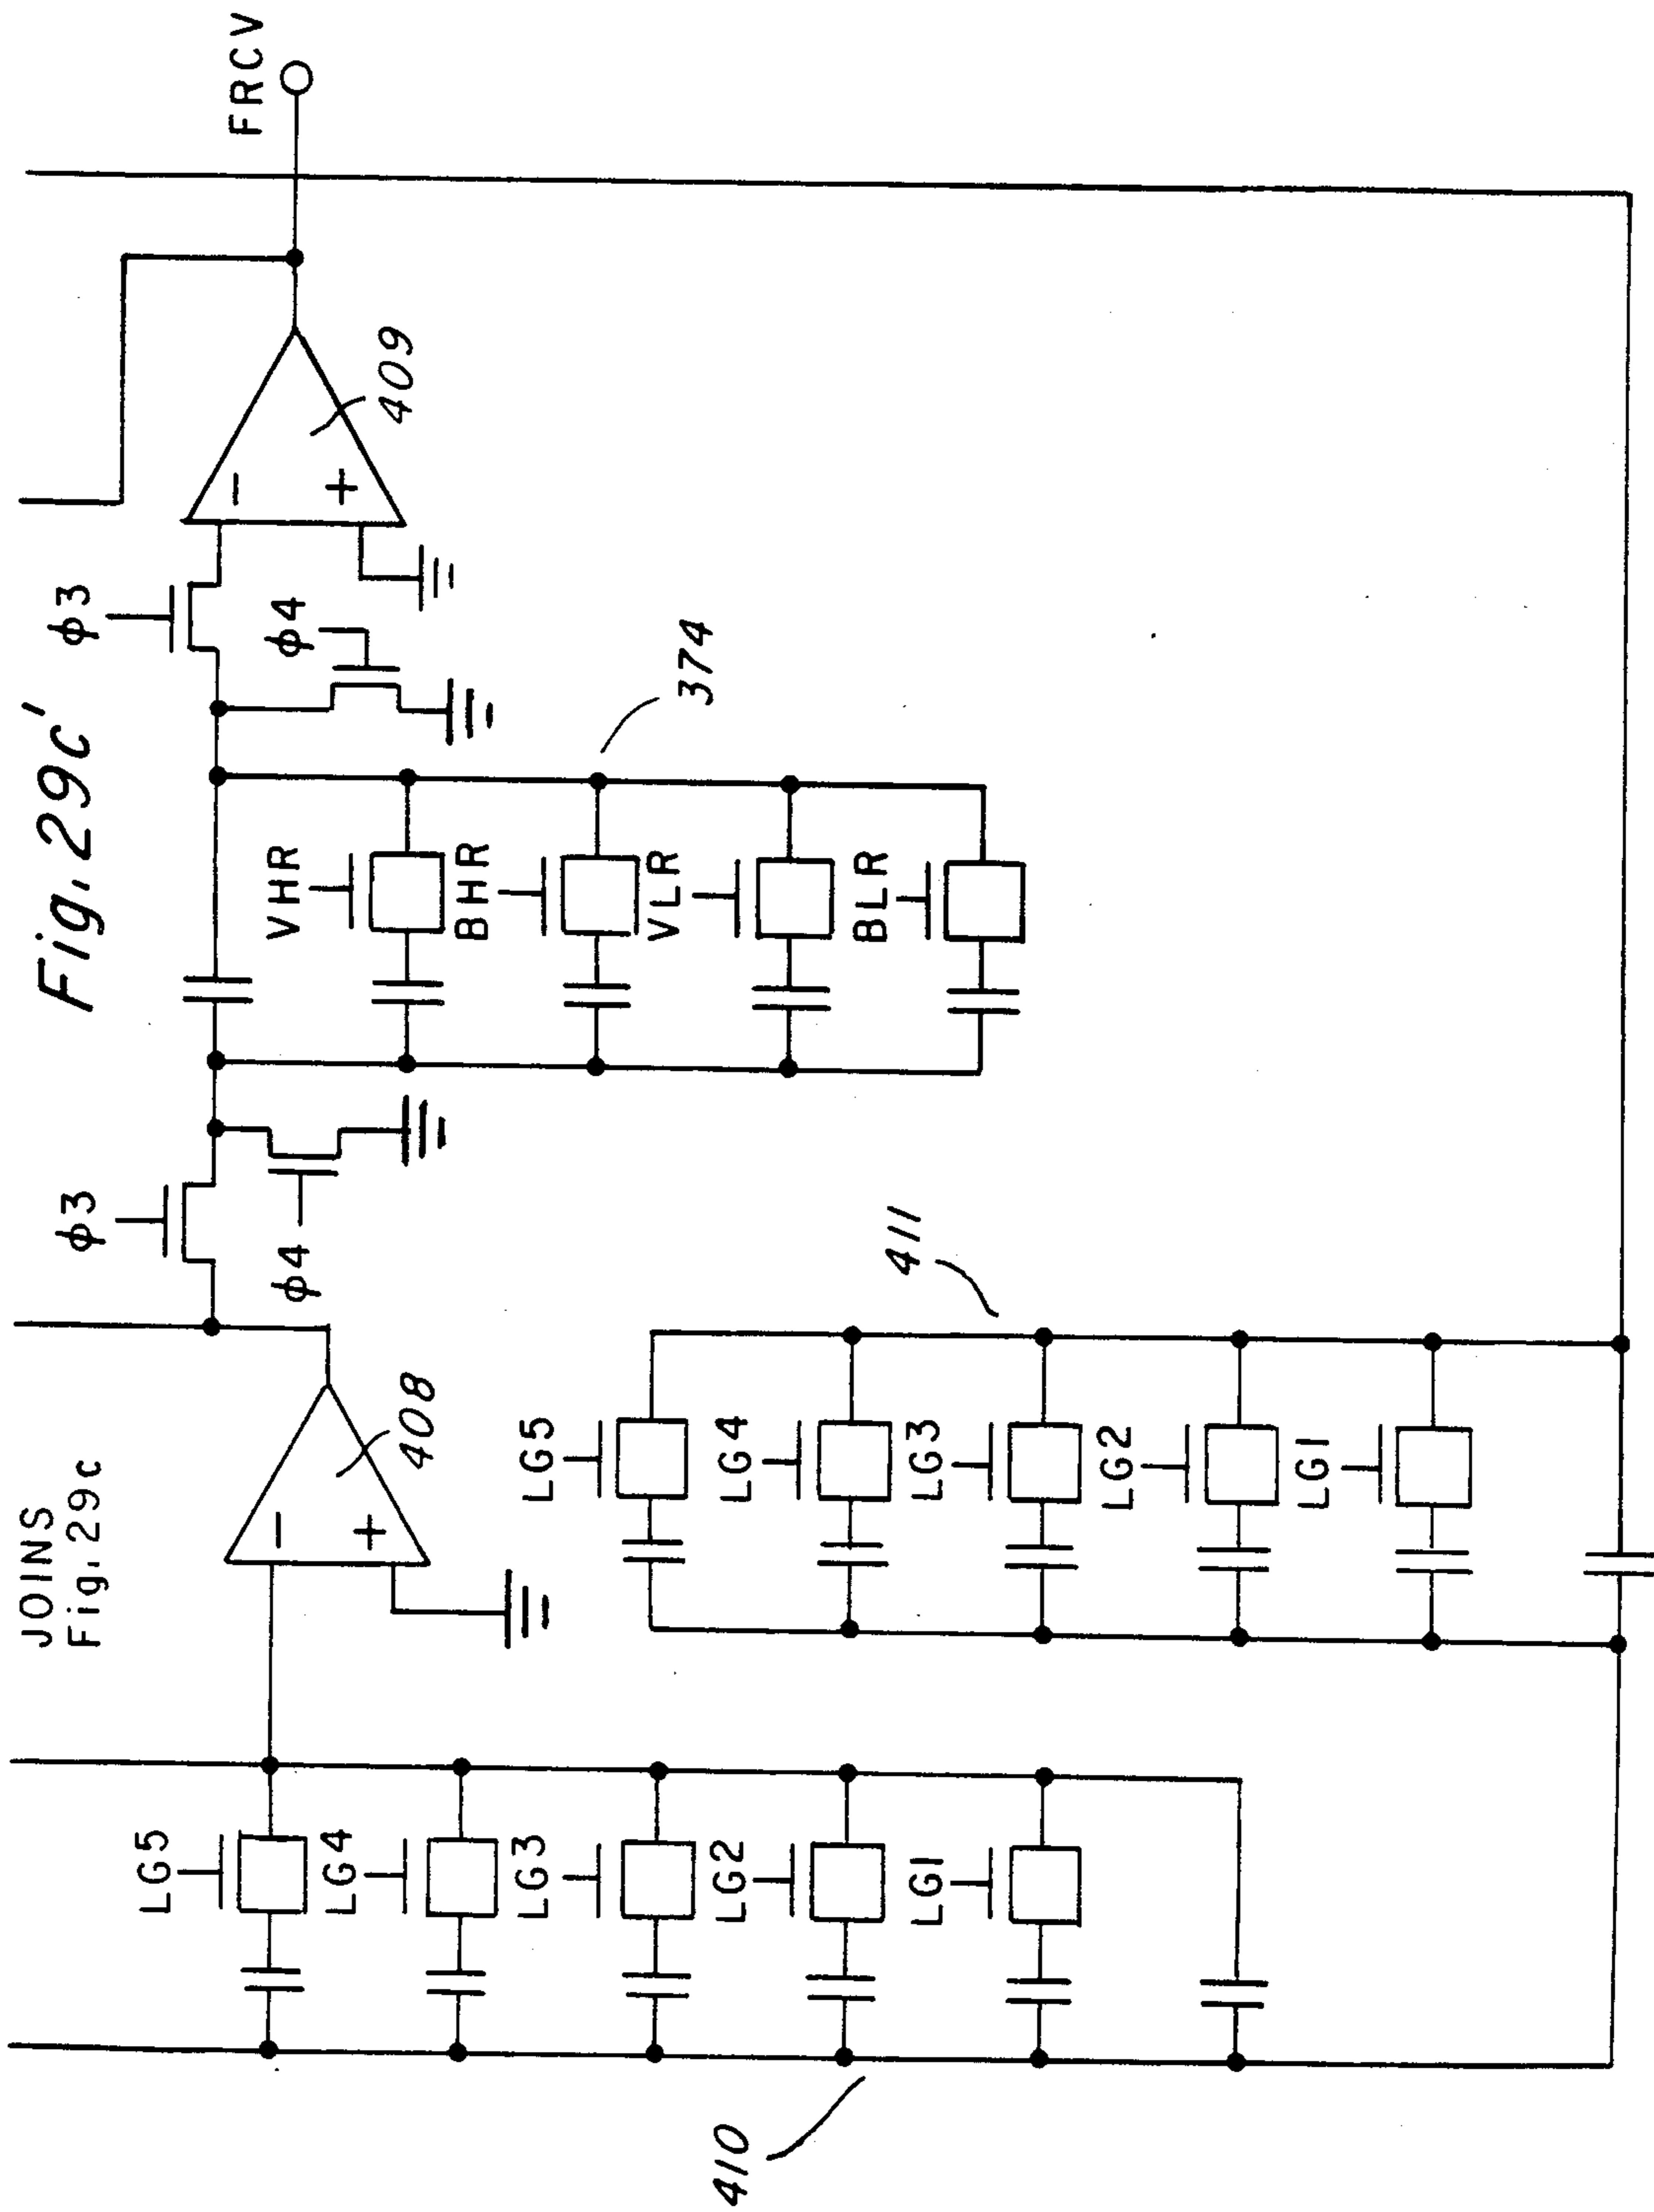 Fig. 29c'
JOINS
Fig. 29c
FRCV
φ3
φ4
φ3
φ4
−
+
409
−
+
408
VHR
BHR
VLR
BLR
374
LG5
LG4
LG3
LG2
LG1
411
LG5
LG4
LG3
LG2
LG1
410